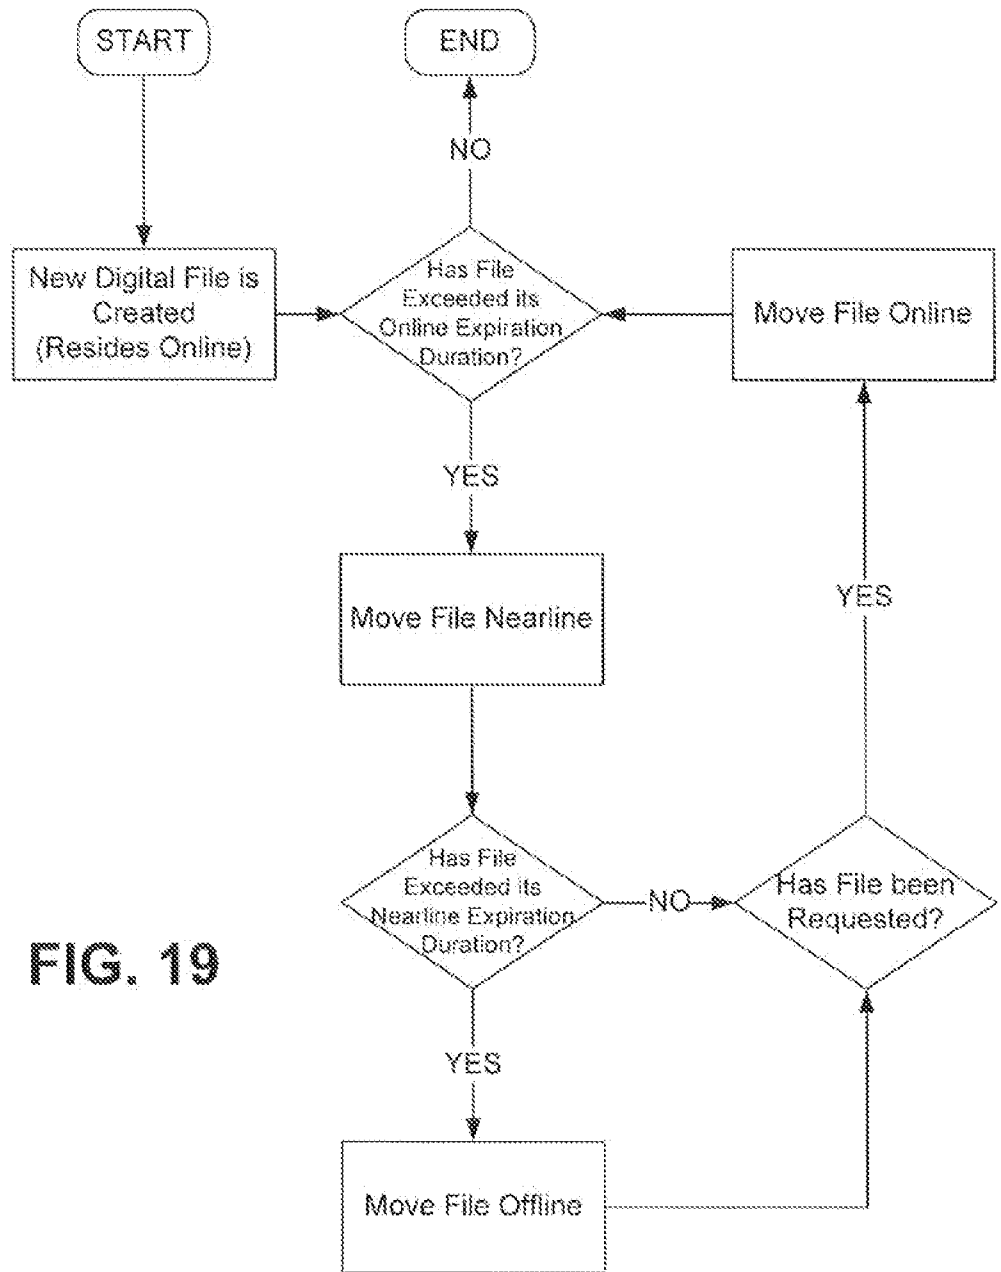 START
END
NO
New Digital File is
Created
(Resides Online)
Has File
Exceeded its
Online Expiration
Duration?
Move File Online
YES
Move File Nearline
YES
Has File
Exceeded its
Nearline Expiration
Duration?
NO
Has File been
Requested?
FIG. 19
YES
Move File Offline